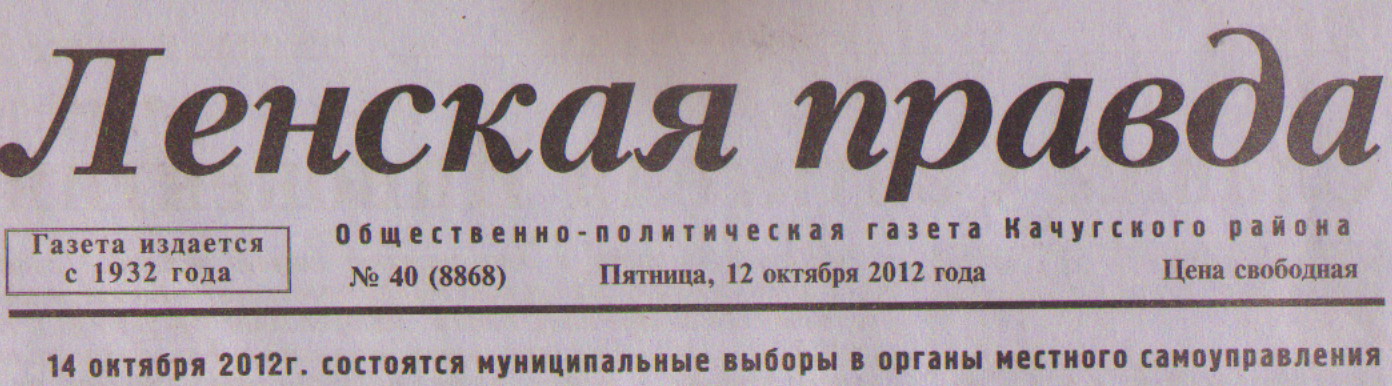 Ленская правда
Общественно-политическая газета Качугского района
Газета издается
с 1932 года
№ 40 (8868) Пятница, 12 октября 2012 года Цена свободная
14 октября 2012г. состоятся муниципальные выборы в органы местного самоуправления